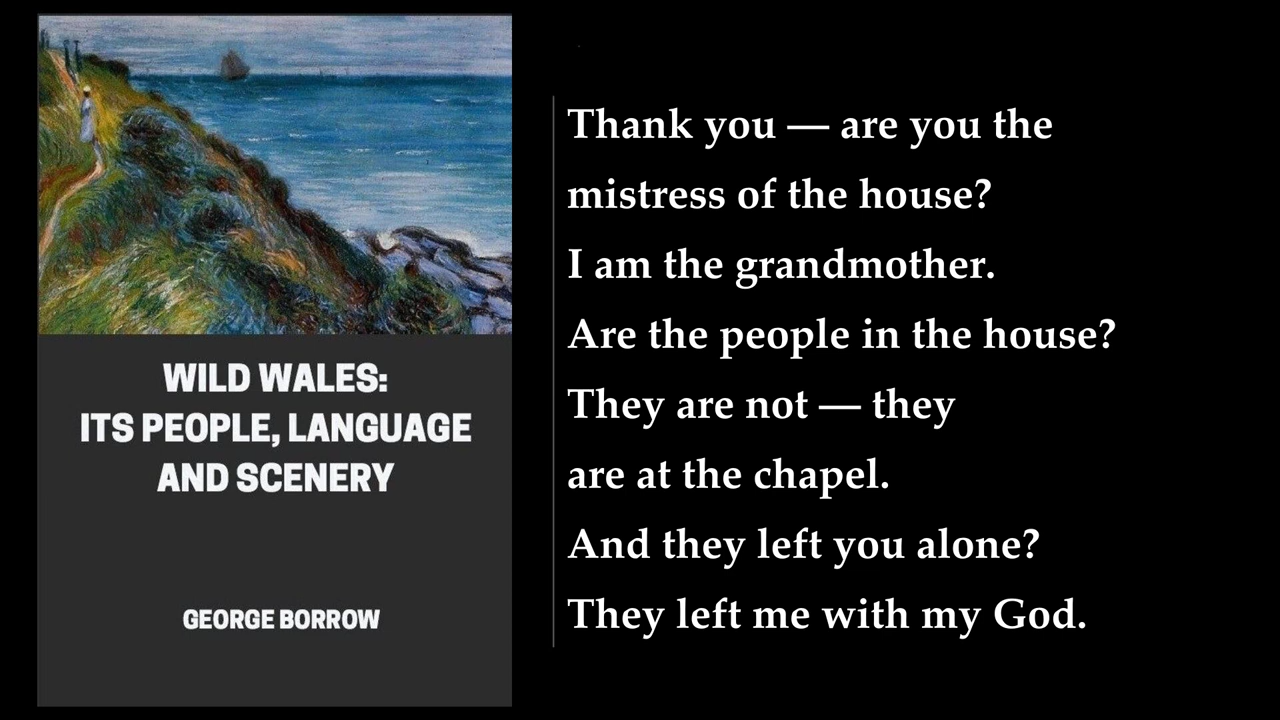 WILD WALES:
ITS PEOPLE, LANGUAGE
AND SCENERY
GEORGE BORROW
Thank you — are you the
mistress of the house?
I am the grandmother.
Are the people in the house?
They are not — they
are at the chapel.
And they left you alone?
They left me with my God.